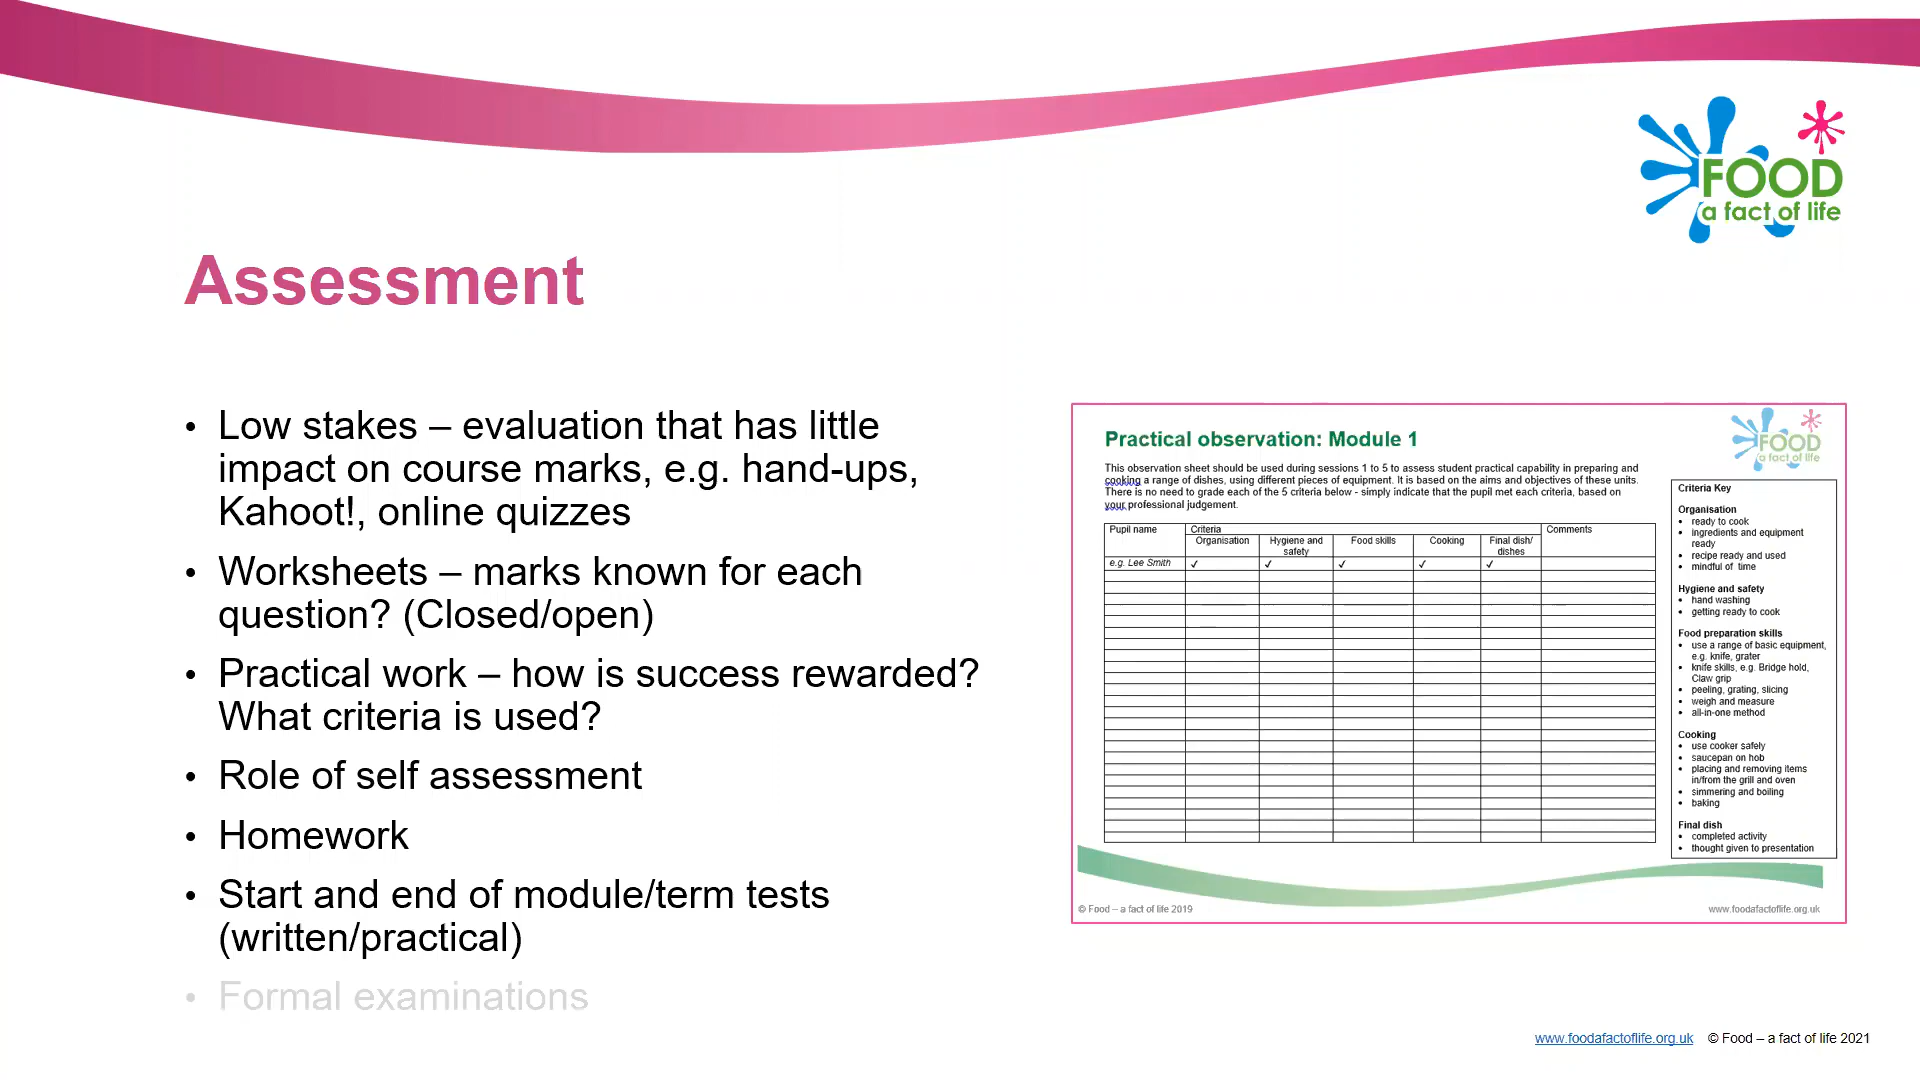 FOOD
a fact of life
Assessment
• Low stakes – evaluation that has little
impact on course marks, e.g. hand-ups,
Kahoot!, online quizzes
• Worksheets – marks known for each
question? (Closed/open)
• Practical work – how is success rewarded?
What criteria is used?
• Role of self assessment
• Homework
• Start and end of module/term tests
(written/practical)
• Formal examinations
FOOD
a fact of life
Practical observation: Module 1
This observation sheet should be used during sessions 1 to 5 to assess student practical capability in preparing and
cooking a range of dishes, using different pieces of equipment. It is based on the aims and objectives of these units.
There is no need to grade each of the 5 criteria below - simply indicate that the pupil met each criteria, based on
your professional judgement.
Pupil name Criteria Comments
Organisation Hygiene and safety Food skills Cooking Final dish/ dishes
e.g. Lee Smith ✓ ✓ ✓ ✓ ✓
Criteria Key
Organisation
• ready to cook
• ingredients and equipment
ready
• recipe ready and used
• mindful of time
Hygiene and safety
• hand washing
• getting ready to cook
Food preparation skills
• use a range of basic equipment,
e.g. knife, grater
• knife skills, e.g. Bridge hold,
Claw grip
• peeling, grating, slicing
• weigh and measure
• all-in-one method
Cooking
• use cooker safely
• saucepan on hob
• placing and removing items
in/from the grill and oven
• simmering and boiling
• baking
Final dish
• completed activity
• thought given to presentation
© Food – a fact of life 2019 www.foodafactoflife.org.uk
www.foodafactoflife.org.uk © Food – a fact of life 2021